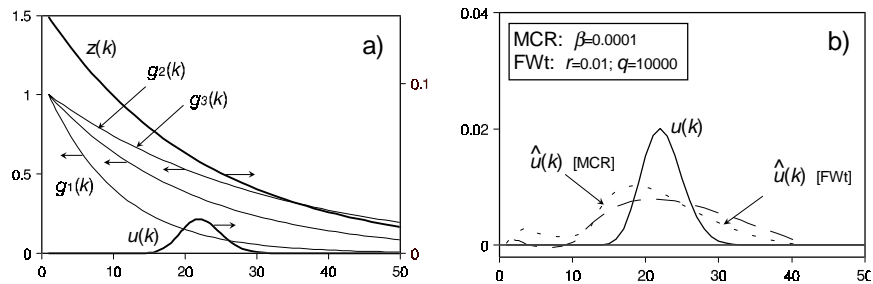 a)
1.5
1
0.5
0
z(k)
g2(k)
g3(k)
g1(k)
u(k)
0.1
0
0 10 20 30 40 50
b)
0.04
0.02
0
MCR: β=0.0001
FWt: r=0.01; q=10000
u(k)
û(k) [MCR]
û(k) [FWt]
0 10 20 30 40 50